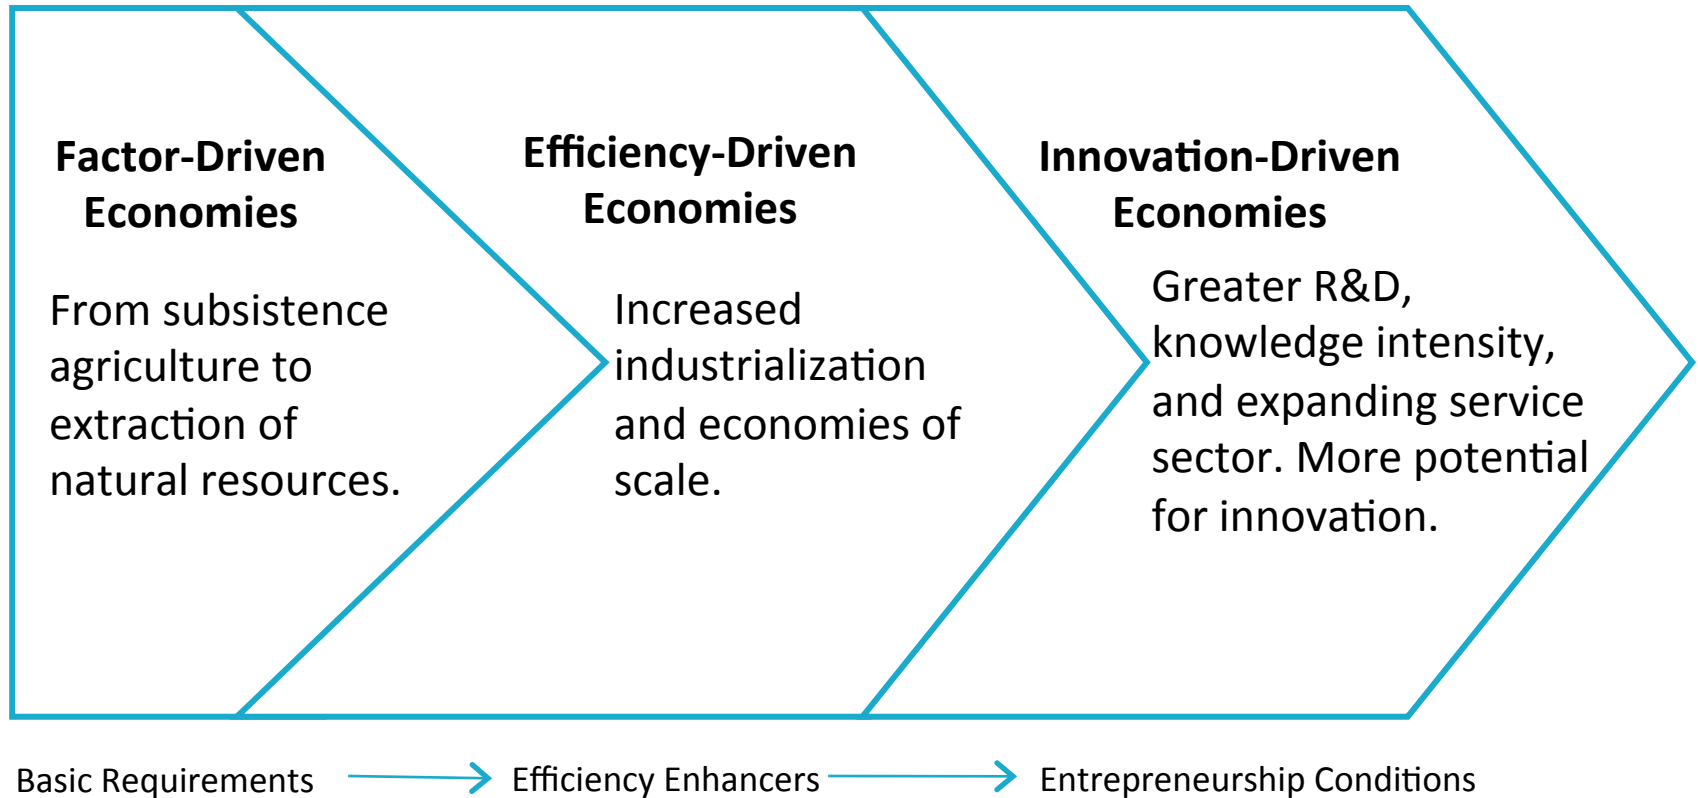 Factor-Driven
Economies
From subsistence
agriculture to
extraction of
natural resources.
Efficiency-Driven
Economies
Increased
industrialization
and economies of
scale.
Innovation-Driven
Economies
Greater R&D,
knowledge intensity,
and expanding service
sector. More potential
for innovation.
Basic Requirements
Efficiency Enhancers
Entrepreneurship Conditions